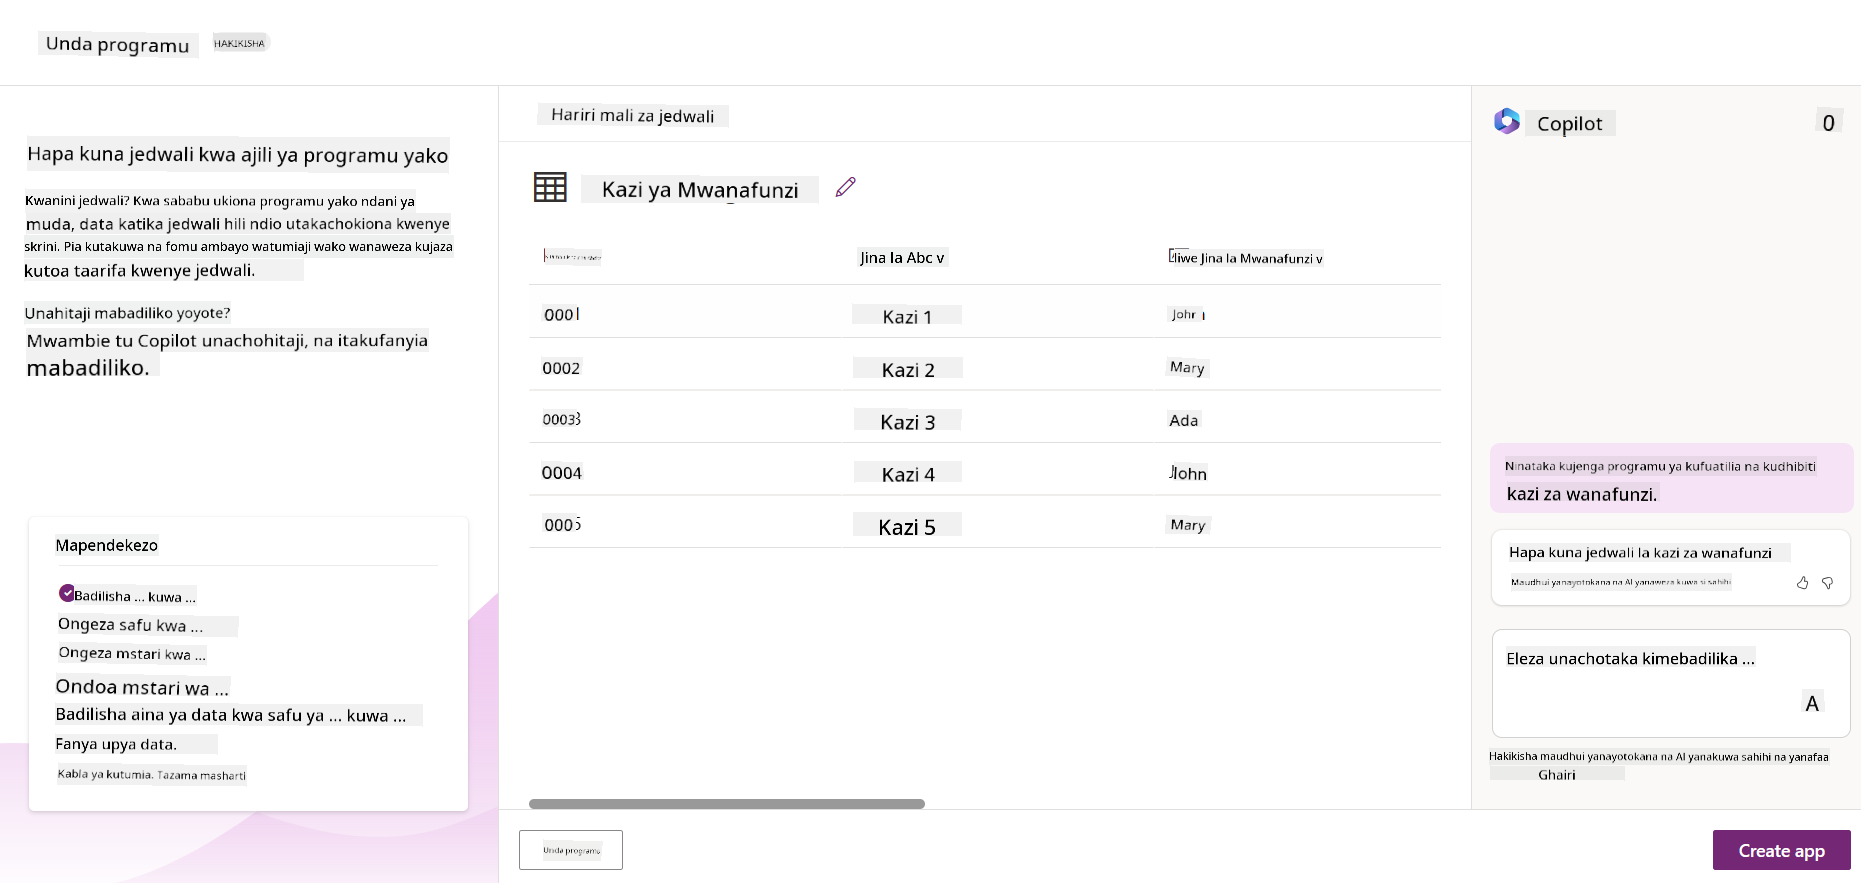 Unda programu
HAKIKISHA
Hapa kuna jedwali kwa ajili ya programu yako
Kwanini jedwali? Kwa sababu ukiona programu yako ndani ya
muda, data katika jedwali hili ndio utakachokiona kwenye
skrini. Pia kutakuwa na fomu ambayo watumiaji wako wanaweza kujaza
kutoa taarifa kwenye jedwali.
Unahitaji mabadiliko yoyote?
Mwambie tu Copilot unachohitaji, na itakufanyia
mabadiliko.
Mapendekezo
Badilisha ... kuwa ...
Ongeza safu kwa ...
Ongeza mstari kwa ...
Ondoa mstari wa ...
Badilisha aina ya data kwa safu ya ... kuwa ...
Fanya upya data.
Kabla ya kutumia. Tazama masharti
Hariri mali za jedwali
Kazi ya Mwanafunzi
Jina la Abc v
Jina la Mwanafunzi v
0001 Kazi 1 John
0002 Kazi 2 Mary
0003 Kazi 3 Ada
0004 Kazi 4 John
0005 Kazi 5 Mary
Unda programu
Copilot
0
Ninataka kujenga programu ya kufuatilia na kudhibiti
kazi za wanafunzi.
Hapa kuna jedwali la kazi za wanafunzi
Maudhui yanayotokana na AI yanaweza kuwa si sahihi
Eleza unachotaka kimebadilika ...
A
Hakikisha maudhui yanayotokana na AI yanakuwa sahihi na yanafaa
Ghairi
Create app